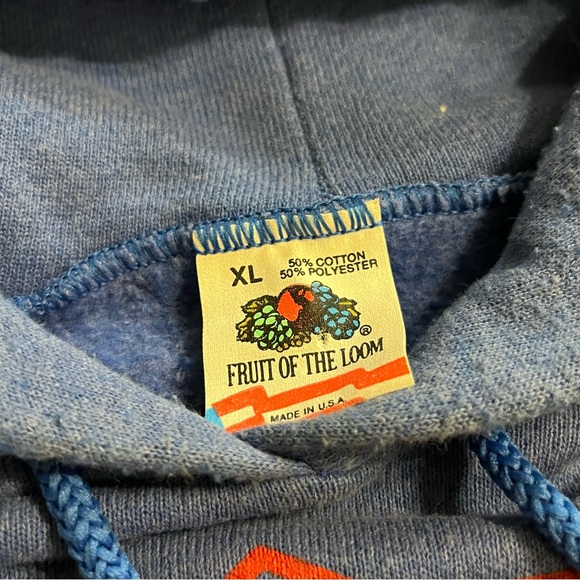 XL
50% COTTON
50% POLYESTER
®
FRUIT OF THE LOOM
MADE IN U.S.A.